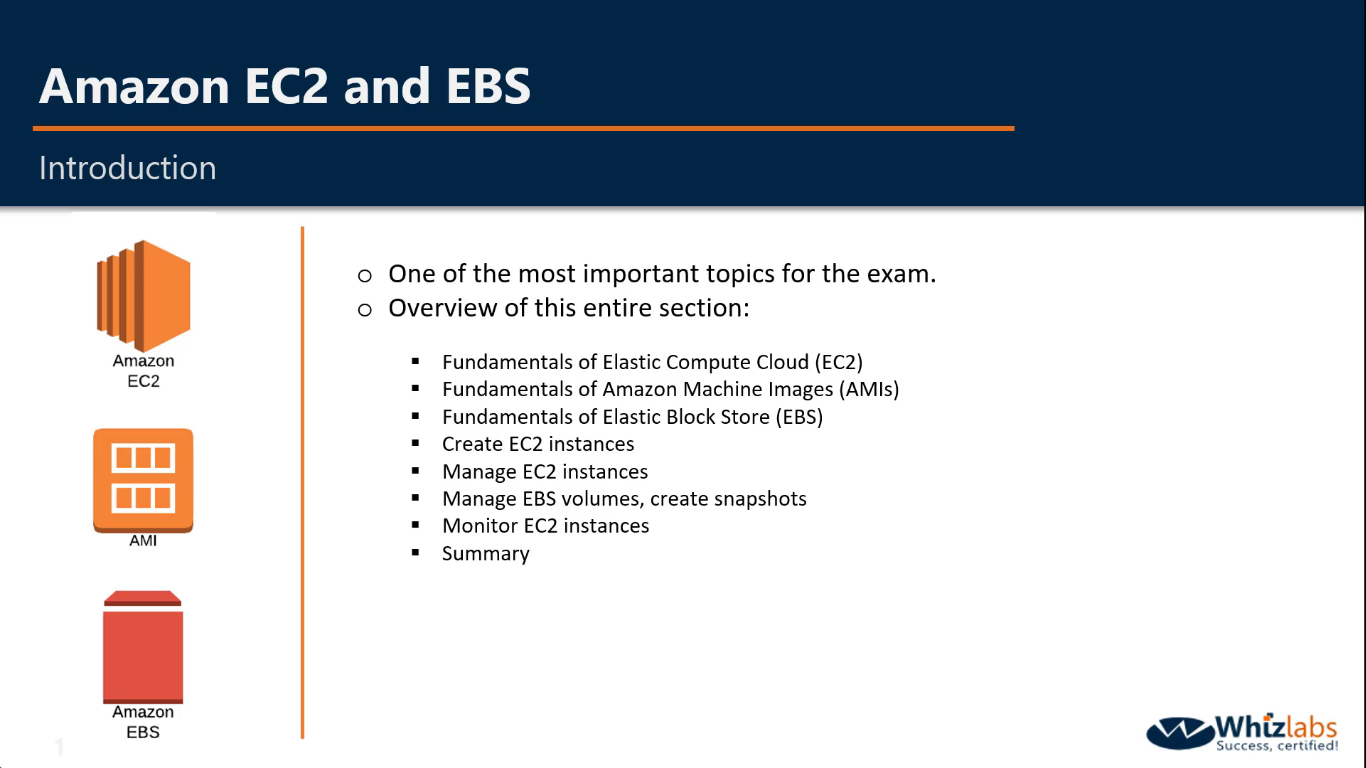 Amazon EC2 and EBS
Introduction
Amazon
EC2
AMI
Amazon
EBS
o One of the most important topics for the exam.
o Overview of this entire section:
▪ Fundamentals of Elastic Compute Cloud (EC2)
▪ Fundamentals of Amazon Machine Images (AMIs)
▪ Fundamentals of Elastic Block Store (EBS)
▪ Create EC2 instances
▪ Manage EC2 instances
▪ Manage EBS volumes, create snapshots
▪ Monitor EC2 instances
▪ Summary
1
Whizlabs
Success, certified!